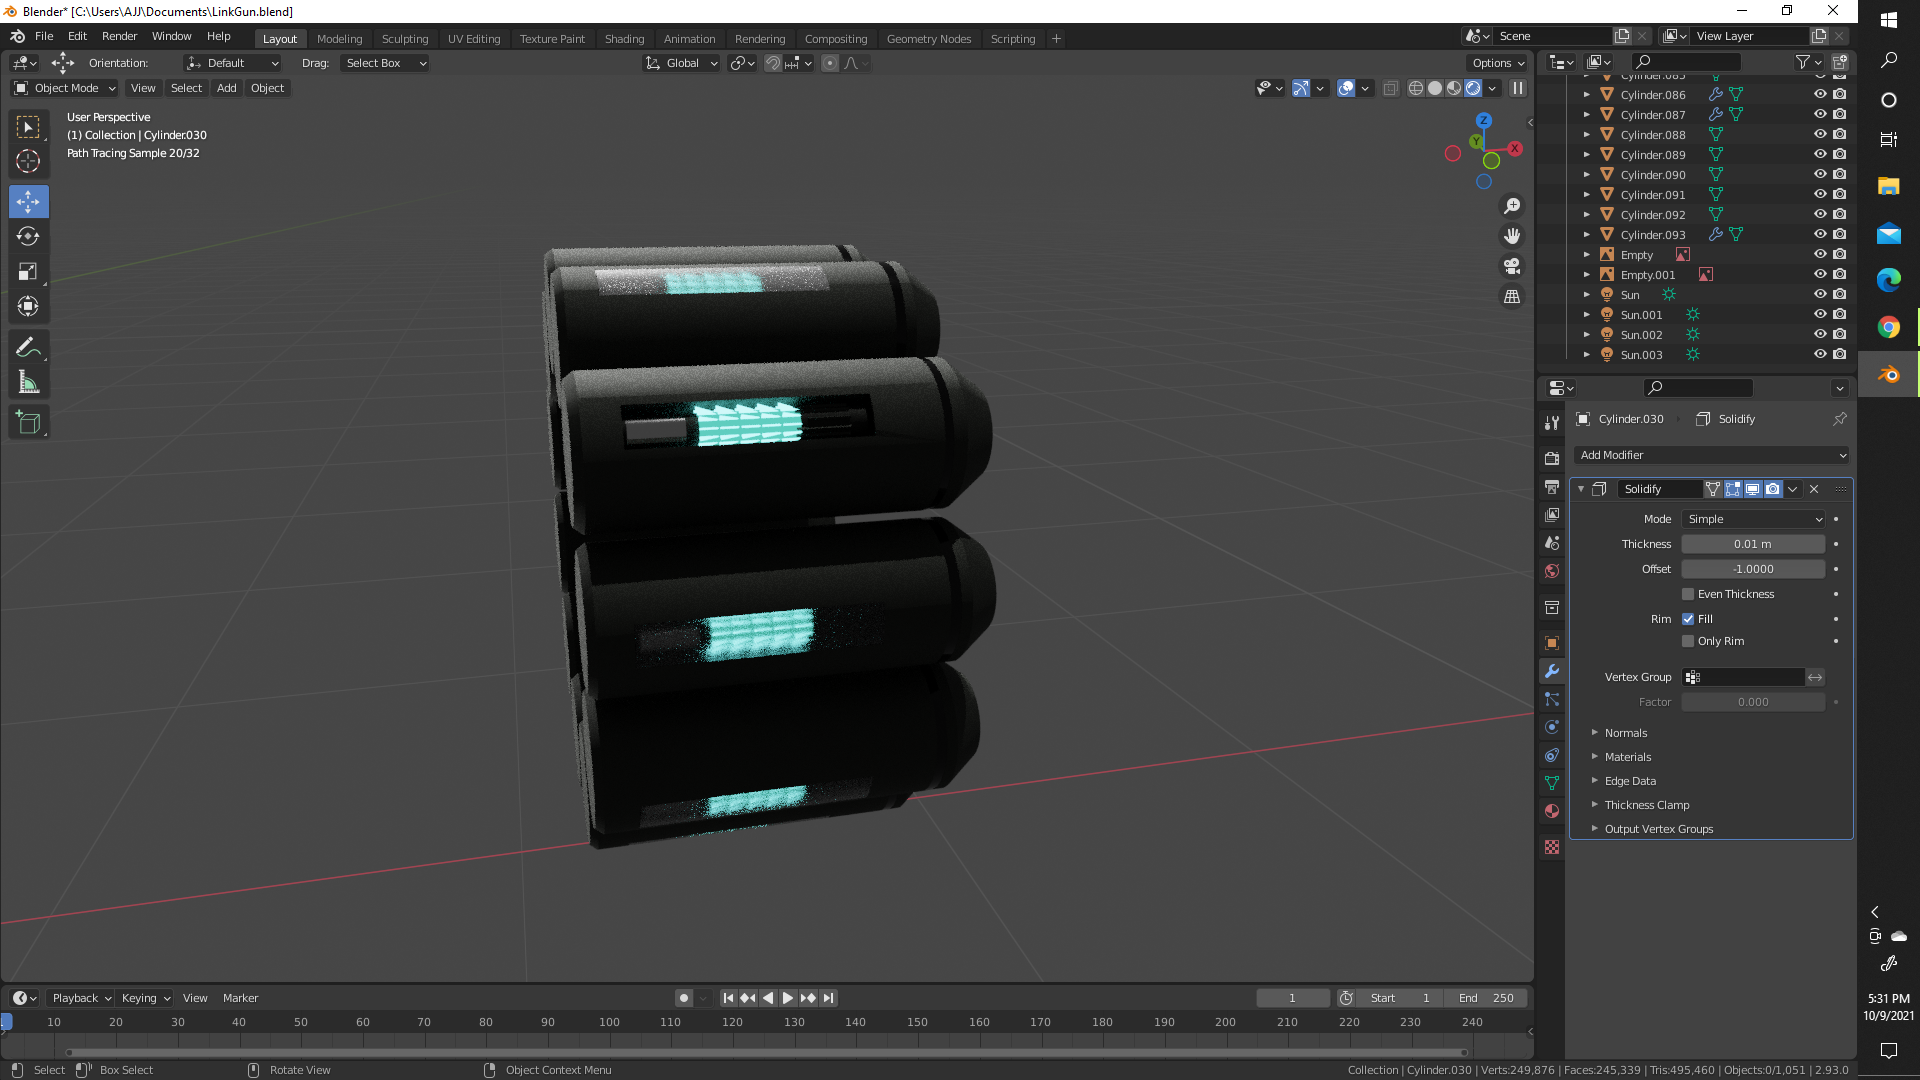 Blender* [C:\Users\AJJ\Documents\LinkGun.blend]
File Edit Render Window Help Layout Modeling Sculpting UV Editing Texture Paint Shading Animation Rendering Compositing Geometry Nodes Scripting Scene View Layer
Orientation: Default Drag: Select Box Global Options
Object Mode View Select Add Object
User Perspective
(1) Collection | Cylinder.030
Path Tracing Sample 20/32
Z
Y
X
Cylinder.085
Cylinder.086
Cylinder.087
Cylinder.088
Cylinder.089
Cylinder.090
Cylinder.091
Cylinder.092
Cylinder.093
Empty
Empty.001
Sun
Sun.001
Sun.002
Sun.003
Cylinder.030 Solidify
Add Modifier
Solidify
Mode Simple
Thickness 0.01 m
Offset -1.0000
Even Thickness
Rim Fill
Only Rim
Vertex Group
Factor 0.000
Normals
Materials
Edge Data
Thickness Clamp
Output Vertex Groups
Playback Keying View Marker 1 Start 1 End 250
1 10 20 30 40 50 60 70 80 90 100 110 120 130 140 150 160 170 180 190 200 210 220 230 240
Select Box Select Rotate View Object Context Menu Collection | Cylinder.030 | Verts:249,876 | Faces:245,339 | Tris:495,460 | Objects:0/1,051 | 2.93.0
5:31 PM
10/9/2021